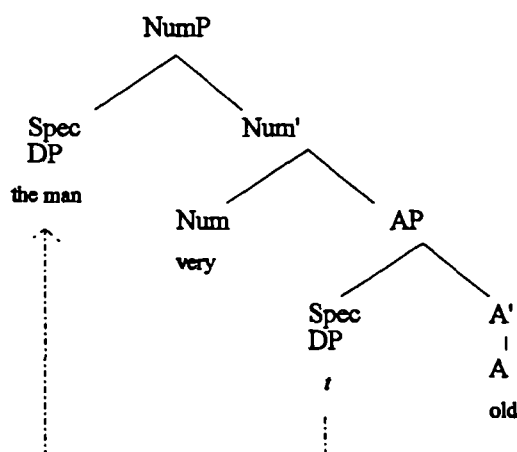 NumP
Spec Num'
DP
the man
Num AP
very
Spec A'
DP A
t old